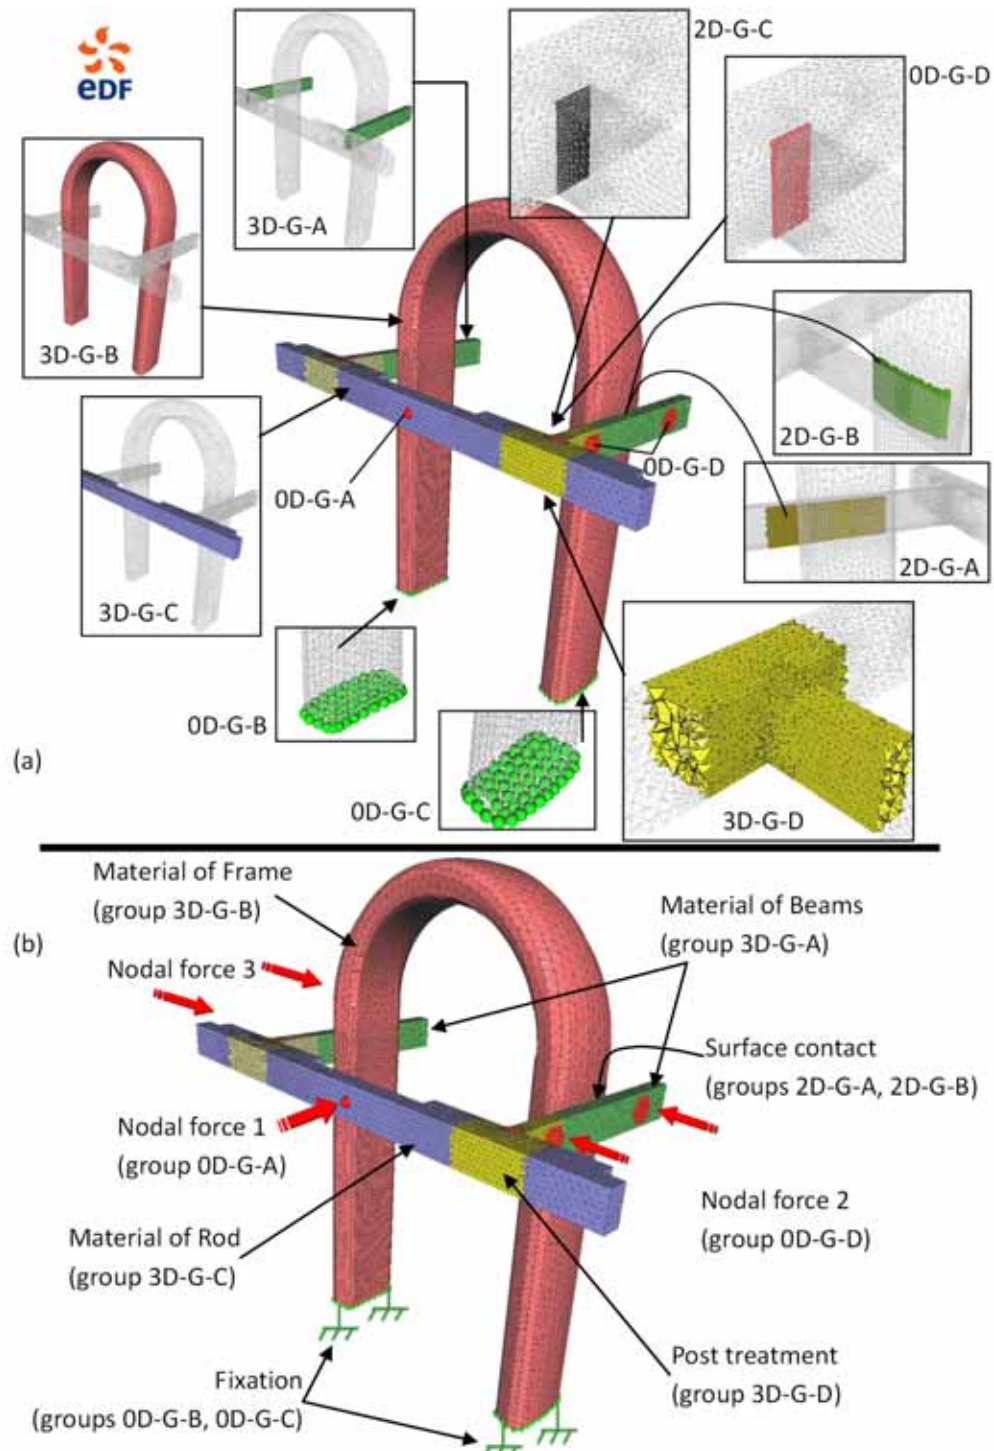 eDF
2D-G-C
0D-G-D
3D-G-A
3D-G-B
2D-G-B
0D-G-D
0D-G-A
2D-G-A
3D-G-C
0D-G-B
0D-G-C
3D-G-D
(a)
Material of Frame
(group 3D-G-B)
(b)
Material of Beams
(group 3D-G-A)
Nodal force 3
Surface contact
(groups 2D-G-A, 2D-G-B)
Nodal force 1
(group 0D-G-A)
Nodal force 2
(group 0D-G-D)
Material of Rod
(group 3D-G-C)
Post treatment
(group 3D-G-D)
Fixation
(groups 0D-G-B, 0D-G-C)